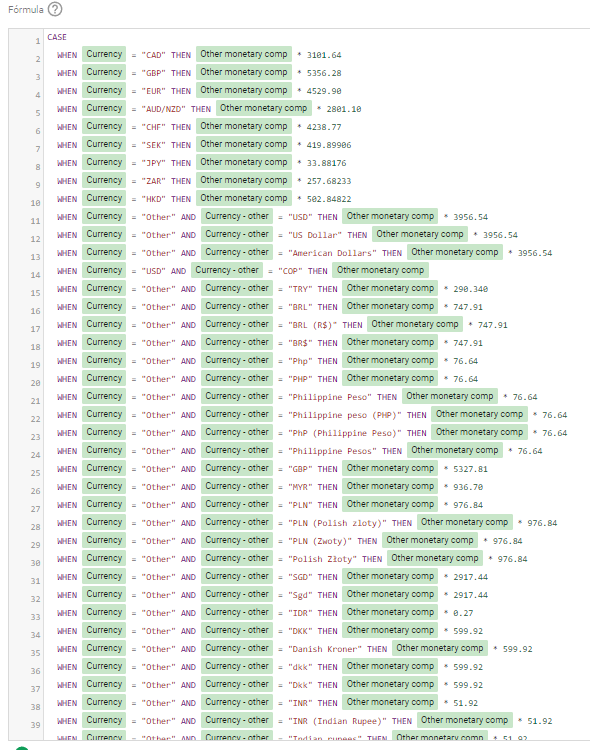 Fórmula ?
1 CASE
2 WHEN Currency = "CAD" THEN Other monetary comp * 3101.64
3 WHEN Currency = "GBP" THEN Other monetary comp * 5356.28
4 WHEN Currency = "EUR" THEN Other monetary comp * 4529.90
5 WHEN Currency = "AUD/NZD" THEN Other monetary comp * 2801.10
6 WHEN Currency = "CHF" THEN Other monetary comp * 4238.77
7 WHEN Currency = "SEK" THEN Other monetary comp * 419.89906
8 WHEN Currency = "JPY" THEN Other monetary comp * 33.88176
9 WHEN Currency = "ZAR" THEN Other monetary comp * 257.68233
10 WHEN Currency = "HKD" THEN Other monetary comp * 502.84822
11 WHEN Currency = "Other" AND Currency - other = "USD" THEN Other monetary comp * 3956.54
12 WHEN Currency = "Other" AND Currency - other = "US Dollar" THEN Other monetary comp * 3956.54
13 WHEN Currency = "Other" AND Currency - other = "American Dollars" THEN Other monetary comp * 3956.54
14 WHEN Currency = "USD" AND Currency - other = "COP" THEN Other monetary comp
15 WHEN Currency = "Other" AND Currency - other = "TRY" THEN Other monetary comp * 290.340
16 WHEN Currency = "Other" AND Currency - other = "BRL" THEN Other monetary comp * 747.91
17 WHEN Currency = "Other" AND Currency - other = "BRL (R$)" THEN Other monetary comp * 747.91
18 WHEN Currency = "Other" AND Currency - other = "BR$" THEN Other monetary comp * 747.91
19 WHEN Currency = "Other" AND Currency - other = "Php" THEN Other monetary comp * 76.64
20 WHEN Currency = "Other" AND Currency - other = "PHP" THEN Other monetary comp * 76.64
21 WHEN Currency = "Other" AND Currency - other = "Philippine Peso" THEN Other monetary comp * 76.64
22 WHEN Currency = "Other" AND Currency - other = "Philippine peso (PHP)" THEN Other monetary comp * 76.64
23 WHEN Currency = "Other" AND Currency - other = "PhP (Philippine Peso)" THEN Other monetary comp * 76.64
24 WHEN Currency = "Other" AND Currency - other = "Philippine Pesos" THEN Other monetary comp * 76.64
25 WHEN Currency = "Other" AND Currency - other = "GBP" THEN Other monetary comp * 5327.81
26 WHEN Currency = "Other" AND Currency - other = "MYR" THEN Other monetary comp * 936.70
27 WHEN Currency = "Other" AND Currency - other = "PLN" THEN Other monetary comp * 976.84
28 WHEN Currency = "Other" AND Currency - other = "PLN (Polish zloty)" THEN Other monetary comp * 976.84
29 WHEN Currency = "Other" AND Currency - other = "PLN (Zwoty)" THEN Other monetary comp * 976.84
30 WHEN Currency = "Other" AND Currency - other = "Polish Złoty" THEN Other monetary comp * 976.84
31 WHEN Currency = "Other" AND Currency - other = "SGD" THEN Other monetary comp * 2917.44
32 WHEN Currency = "Other" AND Currency - other = "Sgd" THEN Other monetary comp * 2917.44
33 WHEN Currency = "Other" AND Currency - other = "IDR" THEN Other monetary comp * 0.27
34 WHEN Currency = "Other" AND Currency - other = "DKK" THEN Other monetary comp * 599.92
35 WHEN Currency = "Other" AND Currency - other = "Danish Kroner" THEN Other monetary comp * 599.92
36 WHEN Currency = "Other" AND Currency - other = "dkk" THEN Other monetary comp * 599.92
37 WHEN Currency = "Other" AND Currency - other = "Dkk" THEN Other monetary comp * 599.92
38 WHEN Currency = "Other" AND Currency - other = "INR" THEN Other monetary comp * 51.92
39 WHEN Currency = "Other" AND Currency - other = "INR (Indian Rupee)" THEN Other monetary comp * 51.92
WHEN Currency = "Other" AND Currency - other = "Indian rupees" THEN Other monetary comp * 51.92